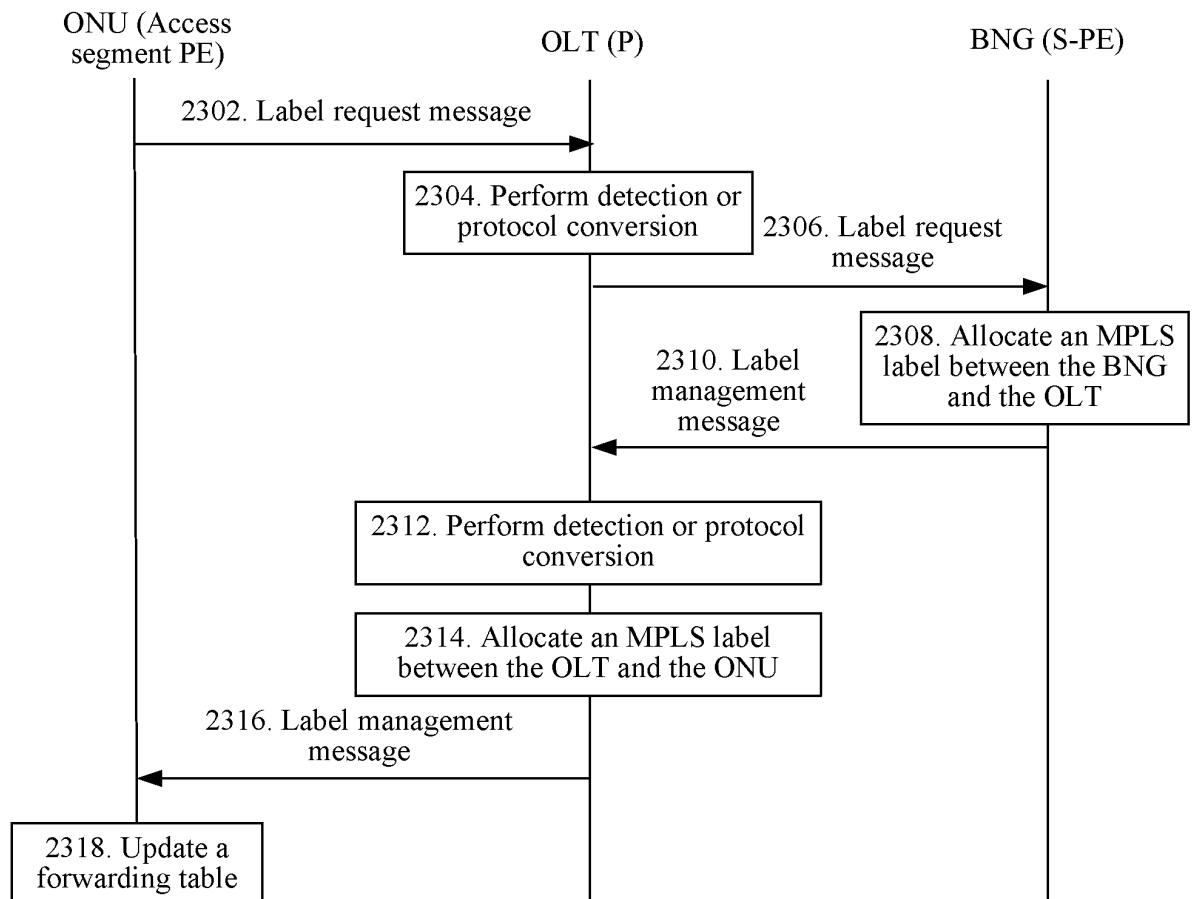 ONU (Access
segment PE)
OLT (P)
BNG (S-PE)
2302. Label request message
2304. Perform detection or
protocol conversion
2306. Label request
message
2308. Allocate an MPLS
label between the BNG
and the OLT
2310. Label
management
message
2312. Perform detection or protocol
conversion
2314. Allocate an MPLS label
between the OLT and the ONU
2316. Label management
message
2318. Update a
forwarding table